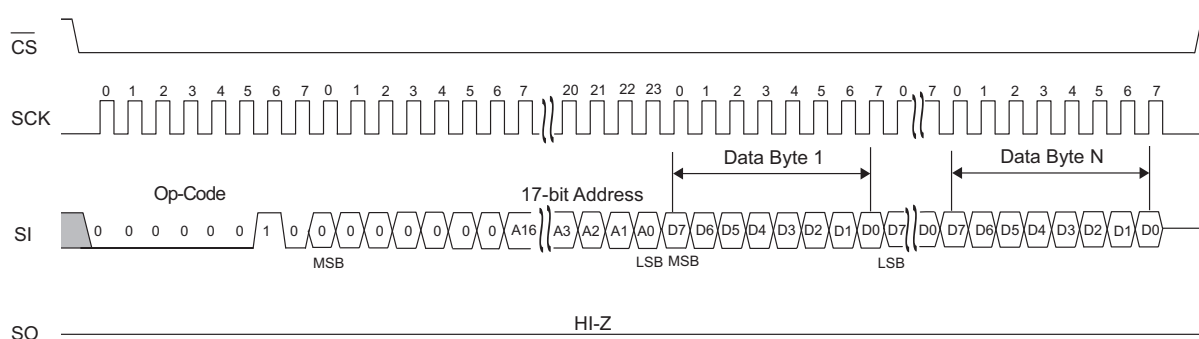 CS
SCK
0 1 2 3 4 5 6 7 0 1 2 3 4 5 6 7 20 21 22 23 0 1 2 3 4 5 6 7 0 7 0 1 2 3 4 5 6 7
Data Byte 1
Data Byte N
Op-Code
17-bit Address
SI
0 0 0 0 0 0 1 0 0 0 0 0 0 0 0 A16 A3 A2 A1 A0 D7 D6 D5 D4 D3 D2 D1 D0 D7 D0 D7 D6 D5 D4 D3 D2 D1 D0
MSB
LSB
MSB
LSB
HI-Z
SO